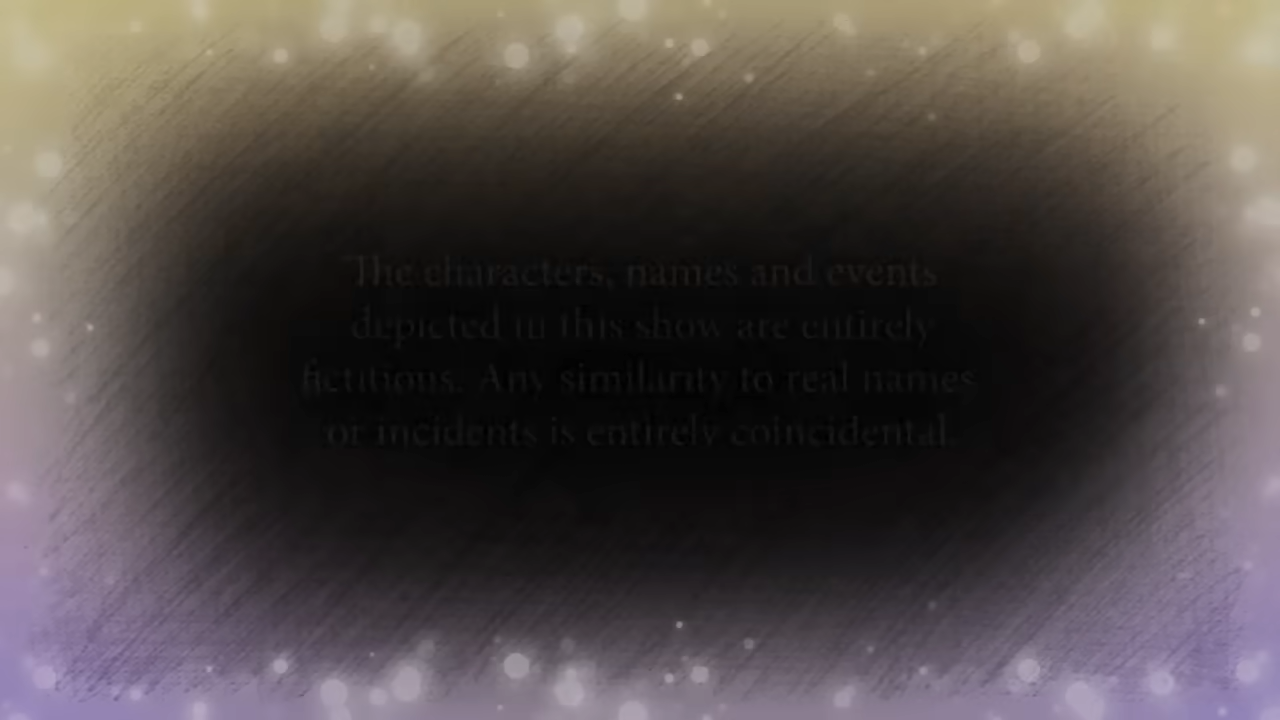 The characters, names and events
depicted in this show are entirely
fictitious. Any similarity to real names
or incidents is entirely coincidental.